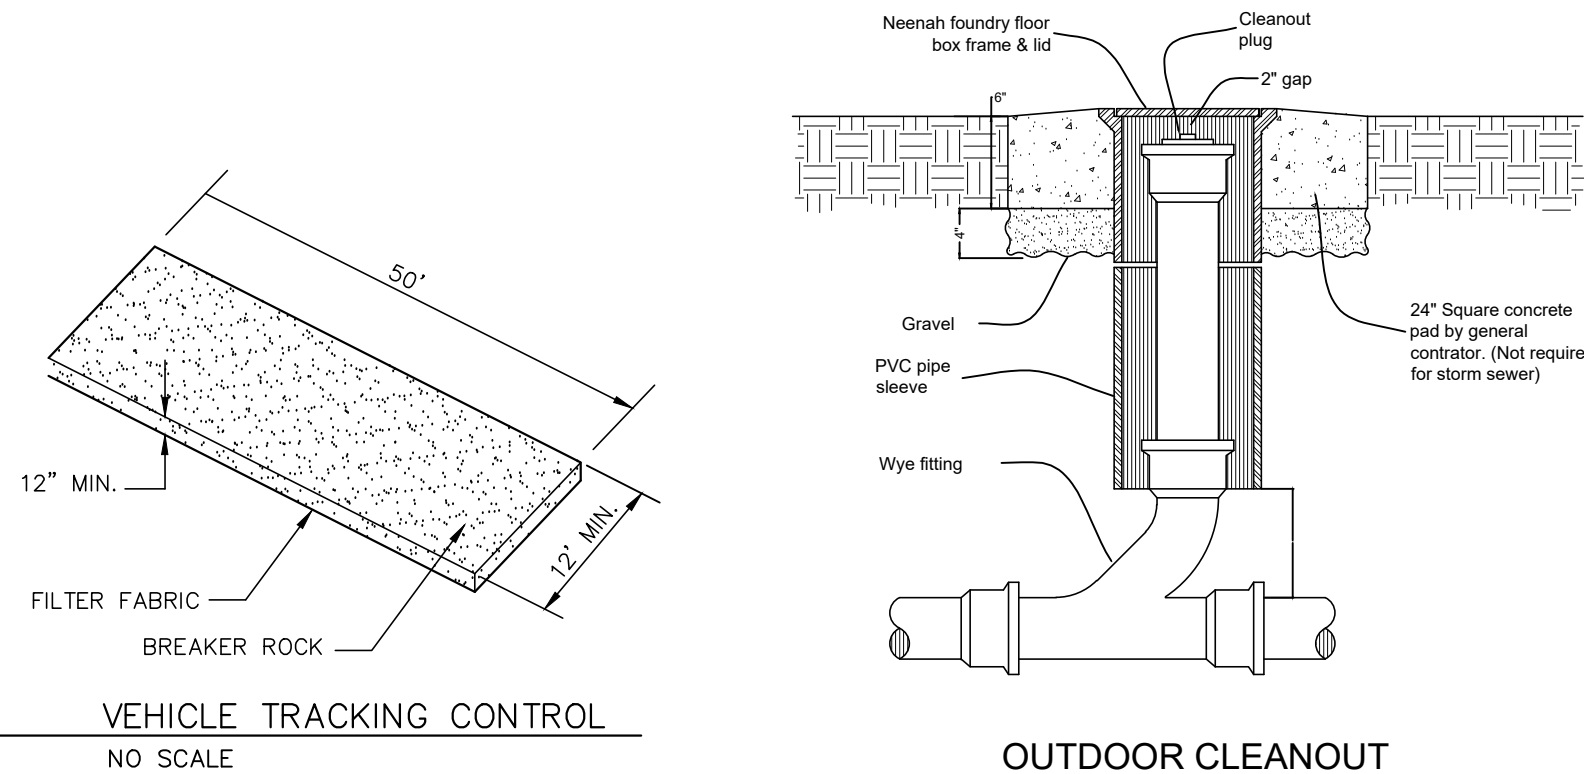 50'
12" MIN.
12' MIN.
FILTER FABRIC
BREAKER ROCK
VEHICLE TRACKING CONTROL
NO SCALE
Neenah foundry floor
box frame & lid
Cleanout
plug
2" gap
6"
4"
Gravel
PVC pipe
sleeve
Wye fitting
24" Square concrete
pad by general
contrator. (Not require
for storm sewer)
OUTDOOR CLEANOUT